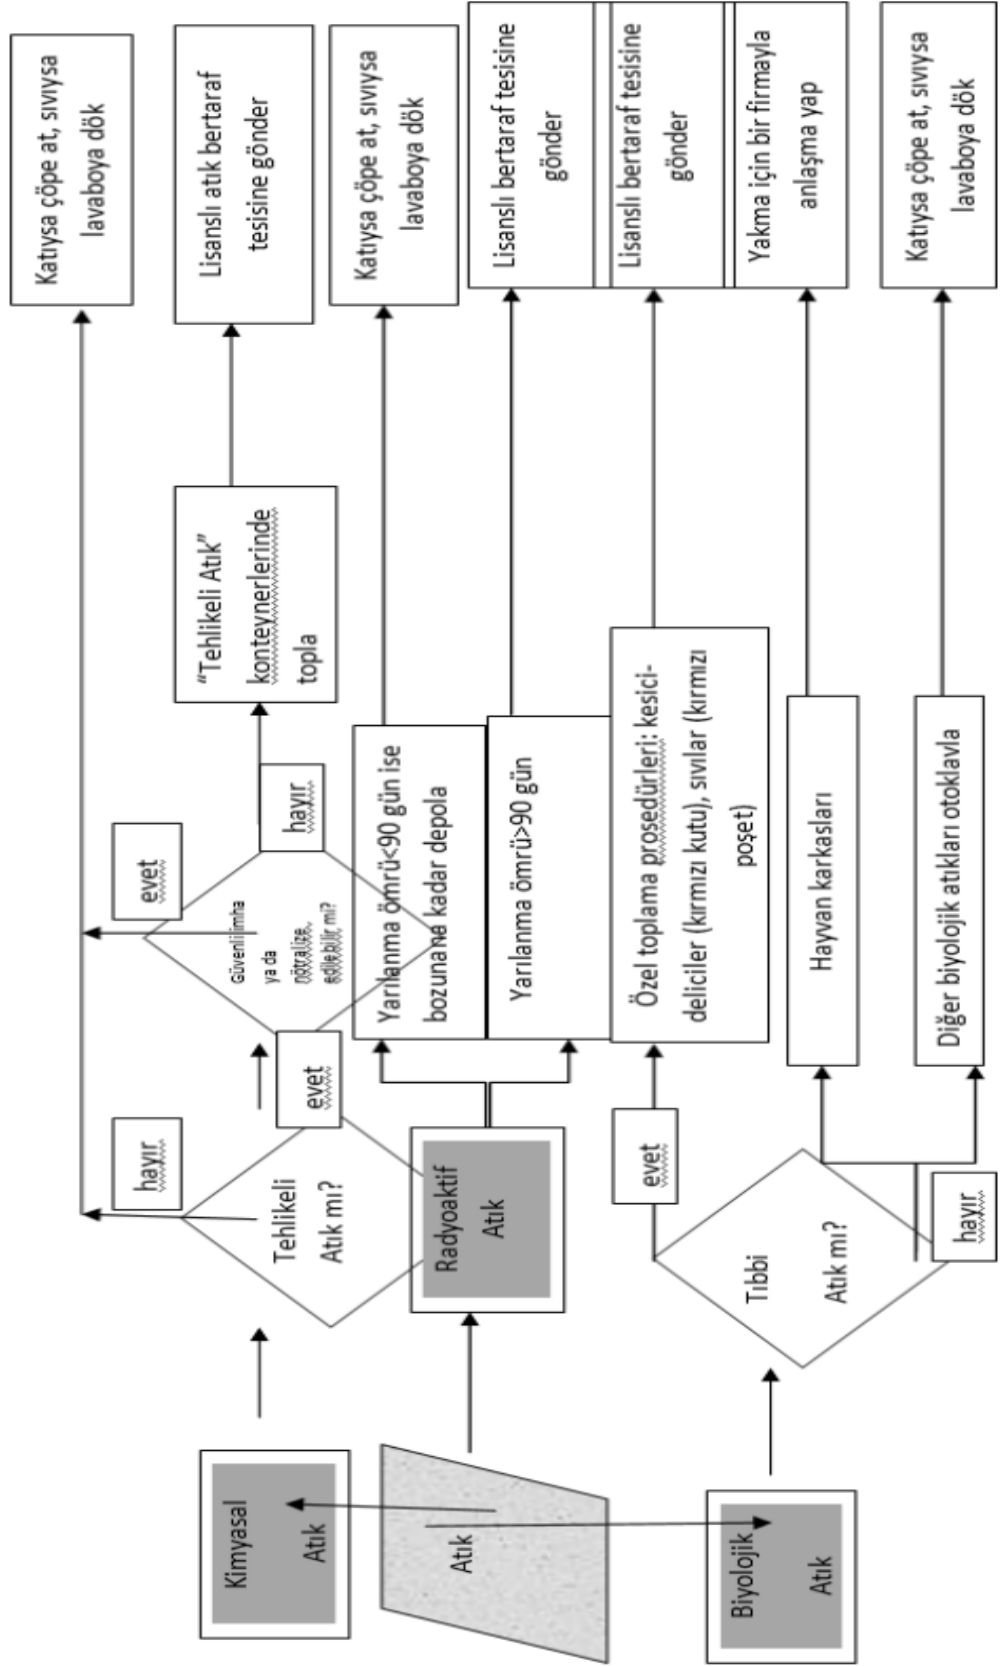 Kimyasal
Atık
Atık
Biyolojik
Atık
Tehlikeli
Atık mı?
hayır
evet
Güvenli imha
ya da
nötralize
edilebilir mi?
evet
hayır
"Tehlikeli Atık"
konteynerlerinde
topla
Katıysa çöpe at, sıvıysa
lavaboya dök
Lisanslı atık bertaraf
tesisine gönder
Radyoaktif
Atık
Yarılanma ömrü<90 gün ise
bozunana kadar depola
Katıysa çöpe at, sıvıysa
lavaboya dök
Yarılanma ömrü>90 gün
Lisanslı bertaraf tesisine
gönder
Tıbbi
Atık mı?
evet
hayır
Özel toplama prosedürleri: kesici-
deliciler (kırmızı kutu), sıvılar (kırmızı
poşet)
Lisanslı bertaraf tesisine
gönder
Hayvan karkasları
Yakma için bir firmayla
anlaşma yap
Diğer biyolojik atıkları otoklavla
Katıysa çöpe at, sıvıysa
lavaboya dök